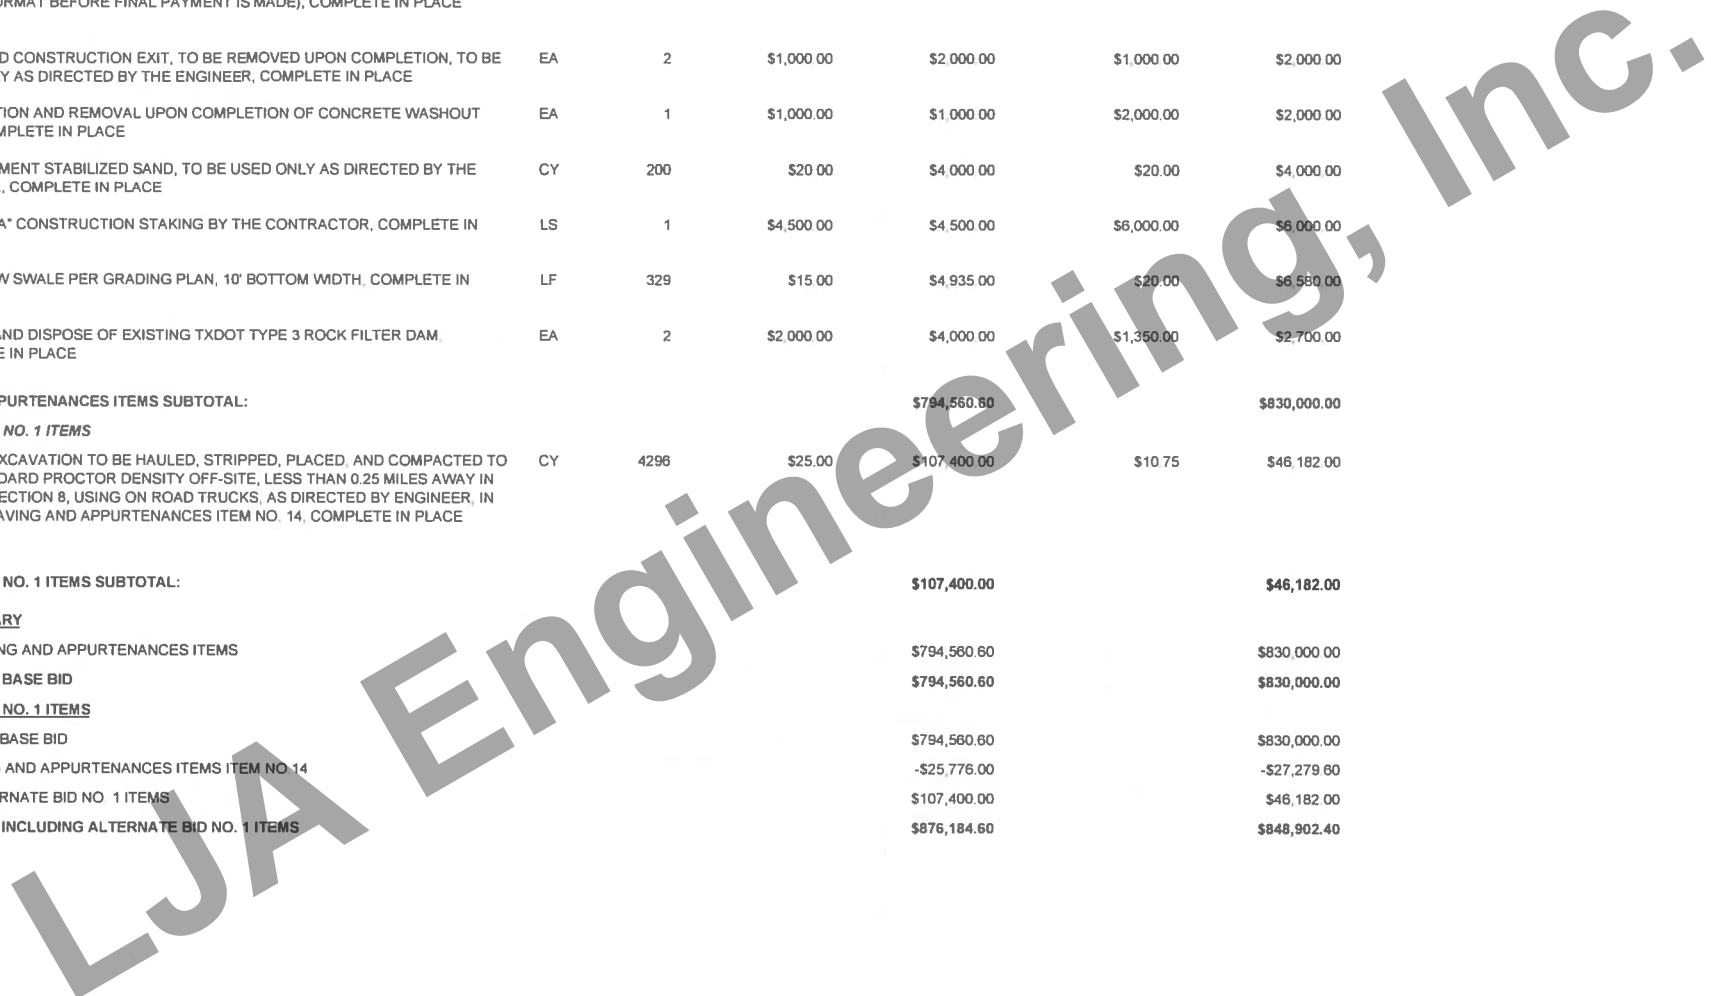 ORMAT BEFORE FINAL PAYMENT IS MADE), COMPLETE IN PLACE
D CONSTRUCTION EXIT, TO BE REMOVED UPON COMPLETION, TO BE EA 2 $1,000.00 $2,000.00 $1,000.00 $2,000.00
Y AS DIRECTED BY THE ENGINEER, COMPLETE IN PLACE
TION AND REMOVAL UPON COMPLETION OF CONCRETE WASHOUT EA 1 $1,000.00 $1,000.00 $2,000.00 $2,000.00
MPLETE IN PLACE
MENT STABILIZED SAND, TO BE USED ONLY AS DIRECTED BY THE CY 200 $20.00 $4,000.00 $20.00 $4,000.00
, COMPLETE IN PLACE
A" CONSTRUCTION STAKING BY THE CONTRACTOR, COMPLETE IN LS 1 $4,500.00 $4,500.00 $6,000.00 $6,000.00
W SWALE PER GRADING PLAN, 10' BOTTOM WIDTH, COMPLETE IN LF 329 $15.00 $4,935.00 $20.00 $6,580.00
AND DISPOSE OF EXISTING TXDOT TYPE 3 ROCK FILTER DAM, EA 2 $2,000.00 $4,000.00 $1,350.00 $2,700.00
E IN PLACE
PURTENANCES ITEMS SUBTOTAL: $794,560.60 $830,000.00
NO. 1 ITEMS
XCAVATION TO BE HAULED, STRIPPED, PLACED, AND COMPACTED TO CY 4296 $25.00 $107,400.00 $10.75 $46,182.00
DARD PROCTOR DENSITY OFF-SITE, LESS THAN 0.25 MILES AWAY IN
ECTION 8, USING ON ROAD TRUCKS, AS DIRECTED BY ENGINEER, IN
AVING AND APPURTENANCES ITEM NO. 14, COMPLETE IN PLACE
NO. 1 ITEMS SUBTOTAL: $107,400.00 $46,182.00
ARY
NG AND APPURTENANCES ITEMS $794,560.60 $830,000.00
BASE BID $794,560.60 $830,000.00
NO. 1 ITEMS
BASE BID $794,560.60 $830,000.00
AND APPURTENANCES ITEMS ITEM NO.14 -$25,776.00 -$27,279.60
RNATE BID NO. 1 ITEMS $107,400.00 $46,182.00
INCLUDING ALTERNATE BID NO. 1 ITEMS $876,184.60 $848,902.40
LJA Engineering, Inc.